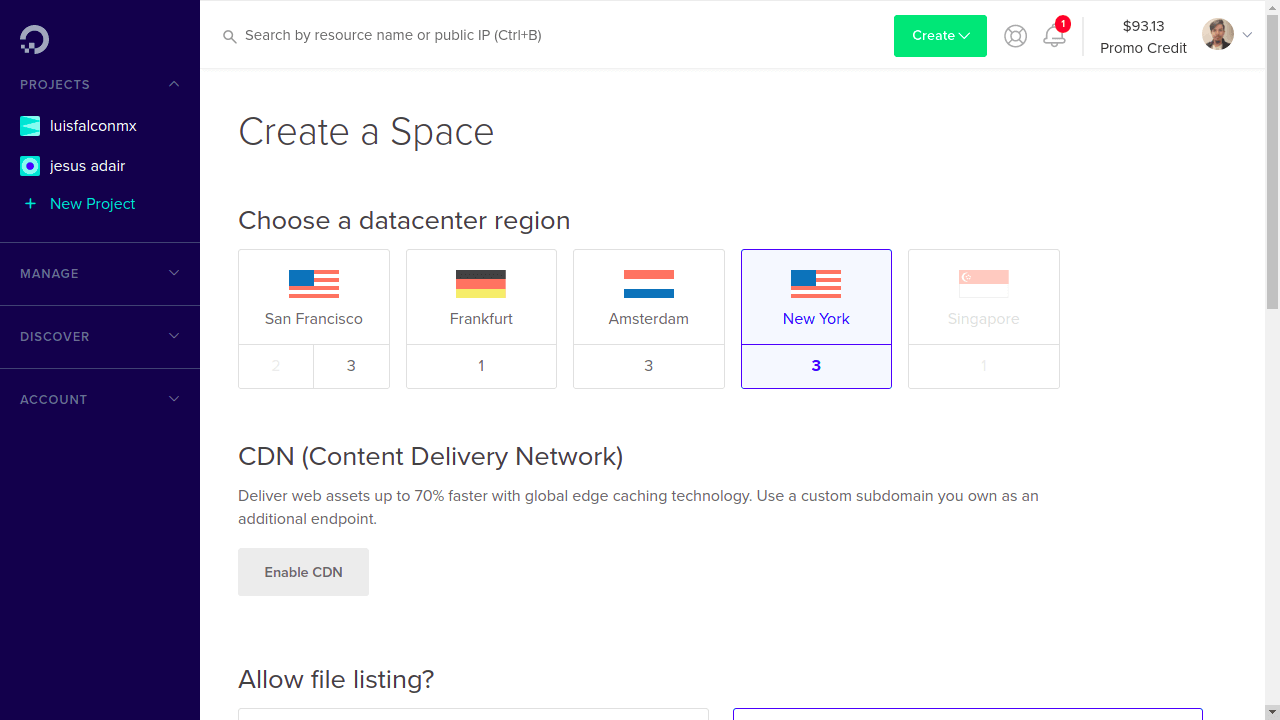 Search by resource name or public IP (Ctrl+B)
Create
1
$93.13
Promo Credit
PROJECTS
luisfalconmx
jesus adair
+ New Project
MANAGE
DISCOVER
ACCOUNT
Create a Space
Choose a datacenter region
San Francisco
2 3
Frankfurt
1
Amsterdam
3
New York
3
Singapore
1
CDN (Content Delivery Network)
Deliver web assets up to 70% faster with global edge caching technology. Use a custom subdomain you own as an
additional endpoint.
Enable CDN
Allow file listing?